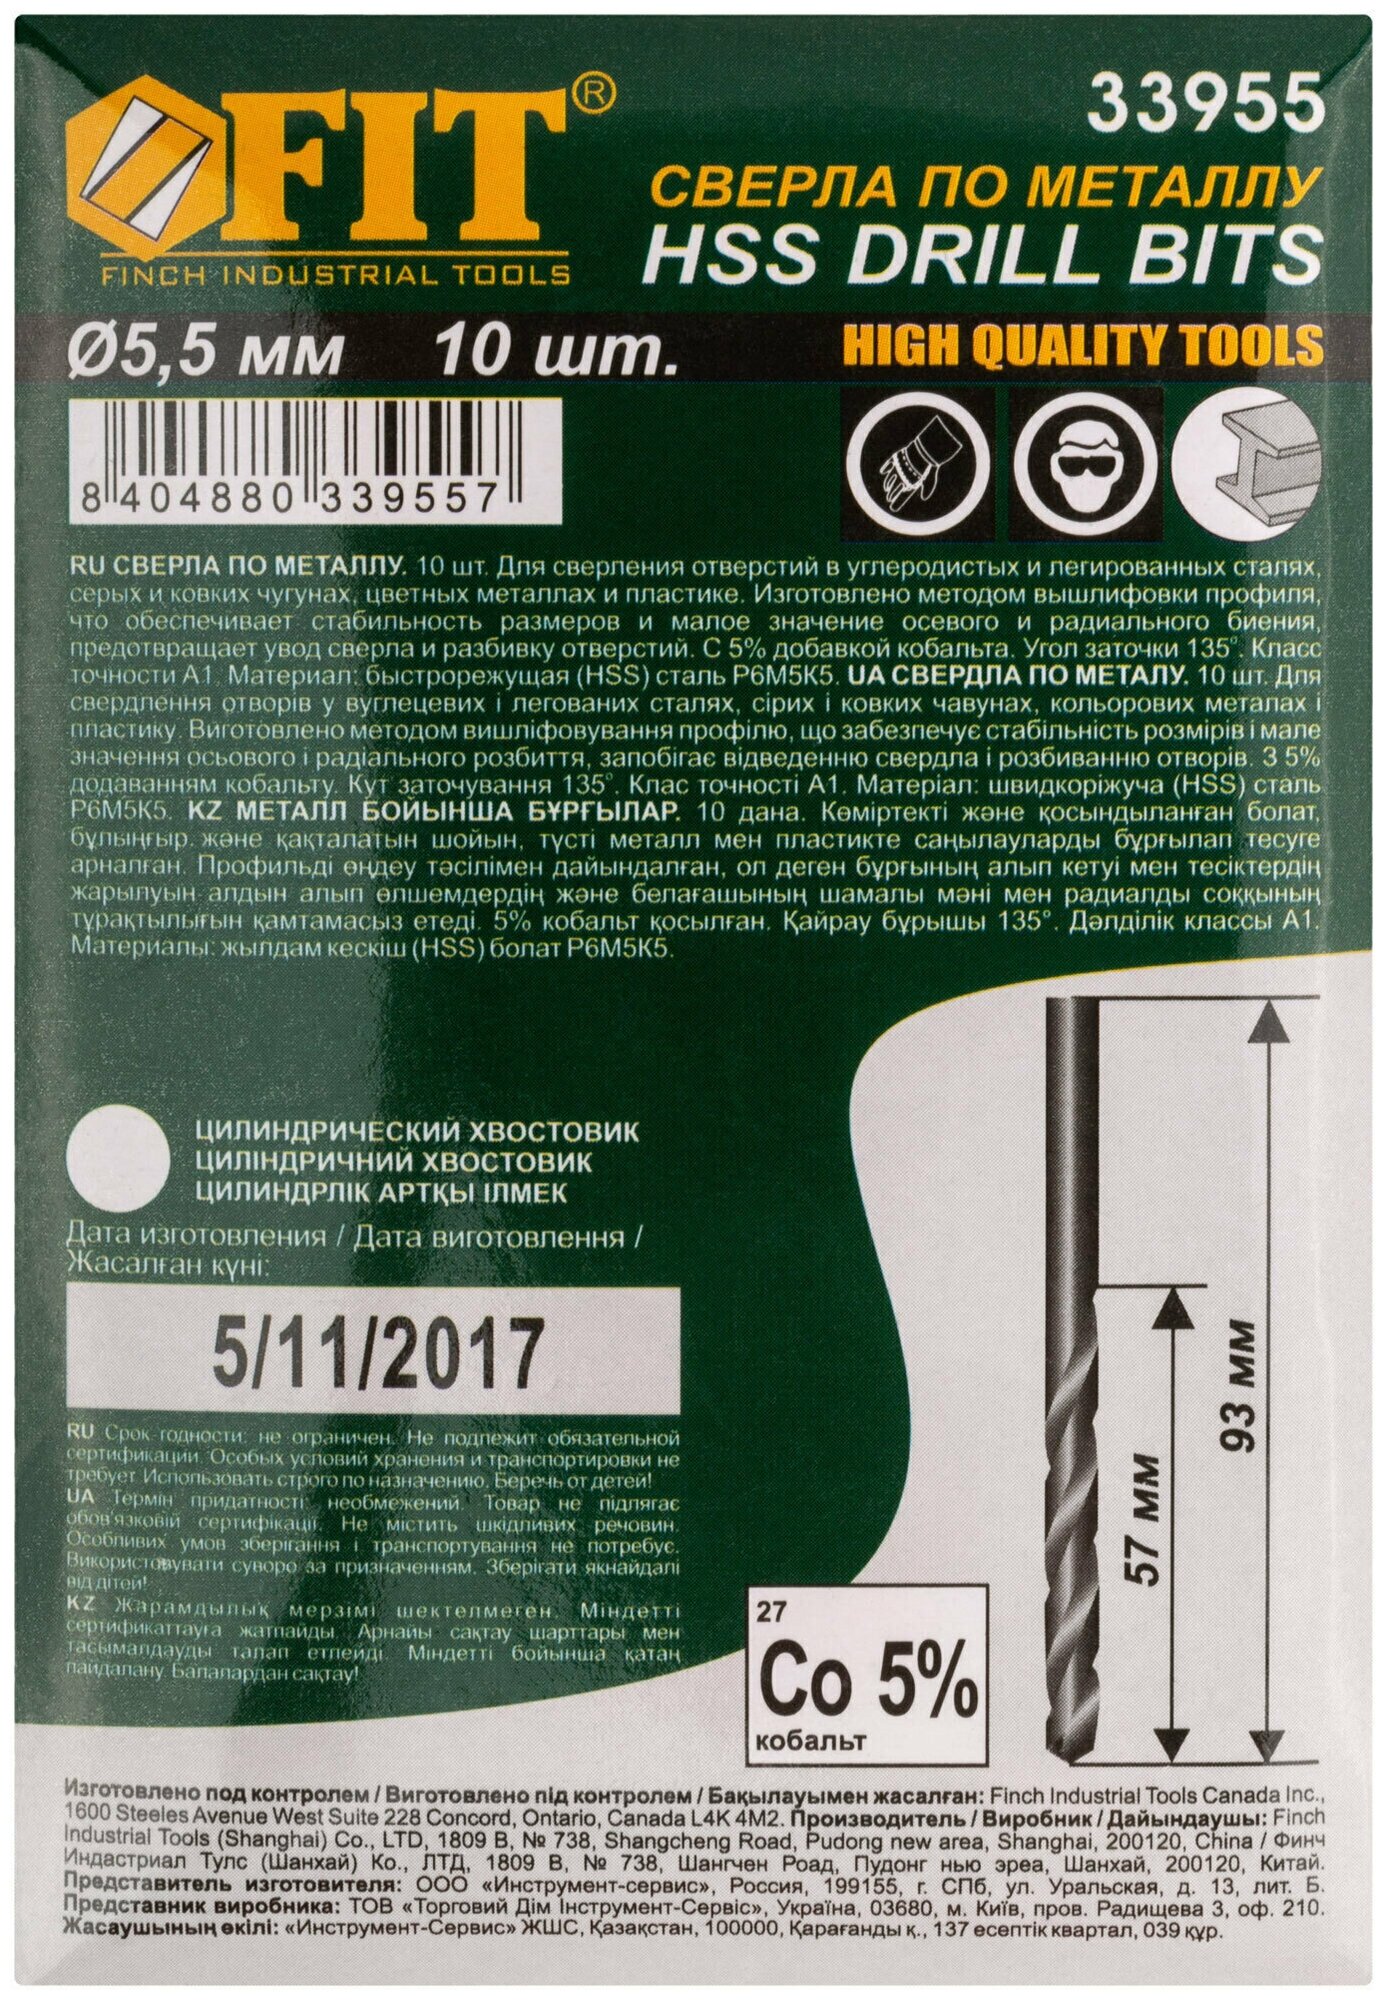 FIT®
FINCH INDUSTRIAL TOOLS
33955
СВЕРЛА ПО МЕТАЛЛУ
HSS DRILL BITS
Ø5,5 мм 10 шт.
HIGH QUALITY TOOLS
8 404880 339557
RU СВЕРЛА ПО МЕТАЛЛУ. 10 шт. Для сверления отверстий в углеродистых и легированных сталях,
серых и ковких чугунах, цветных металлах и пластике. Изготовлено методом вышлифовки профиля,
что обеспечивает стабильность размеров и малое значение осевого и радиального биения,
предотвращает увод сверла и разбивку отверстий. С 5% добавкой кобальта. Угол заточки 135°. Класс
точности А1. Материал: быстрорежущая (HSS) сталь Р6М5К5. UA СВЕРДЛА ПО МЕТАЛУ. 10 шт. Для
свердлення отворів у вуглецевих і легованих сталях, сірих і ковких чавунах, кольорових металах і
пластику. Виготовлено методом вишліфовування профілю, що забезпечує стабільність розмірів і мале
значення осьового і радіального розбиття, запобігає відведенню свердла і розбиванню отворів. З 5%
додаванням кобальту. Кут заточування 135°. Клас точності А1. Матеріал: швидкоріжуча (HSS) сталь
Р6М5К5. KZ МЕТАЛЛ БОЙЫНША БҰРҒЫЛАР. 10 дана. Көміртекті және қосындыланған болат,
бұлыңғыр және қақталатын шойын, түсті металл мен пластикте саңылауларды бұрғылап тесуге
арналған. Профильді өңдеу тәсілімен дайындалған, ол деген бұрғының алып кетуі мен тесіктердің
жарылуын алдын алып өлшемдердің және белағашының шамалы мәні мен радиалды соққының
тұрақтылығын қамтамасыз етеді. 5% кобальт қосылған. Қайрау бұрышы 135°. Дәлділік классы А1.
Материалы: жылдам кескіш (HSS) болат Р6М5К5.
ЦИЛИНДРИЧЕСКИЙ ХВОСТОВИК
ЦИЛІНДРИЧНИЙ ХВОСТОВИК
ЦИЛИНДРЛІК АРТҚЫ ІЛМЕК
Дата изготовления / Дата виготовлення /
Жасалған күні:
5/11/2017
RU Срок годности: не ограничен. Не подлежит обязательной
сертификации. Особых условий хранения и транспортировки не
требует. Использовать строго по назначению. Беречь от детей!
UA Термін придатності: необмежений. Товар не підлягає
обов'язковій сертифікації. Не містить шкідливих речовин.
Особливих умов зберігання і транспортування не потребує.
Використовувати суворо за призначенням. Зберігати якнайдалі
від дітей!
KZ Жарамдылық мерзімі шектелмеген. Міндетті
сертификаттауға жатпайды. Арнайы сақтау шарттары мен
тасымалдауды талап етпейді. Міндетті бойынша қатаң
пайдалану. Балалардан сақтау!
93 мм
57 мм
27
Co 5%
кобальт
Изготовлено под контролем / Виготовлено під контролем / Бақылауымен жасалған: Finch Industrial Tools Canada Inc.,
1600 Steeles Avenue West Suite 228 Concord, Ontario, Canada L4K 4M2. Производитель / Виробник / Дайындаушы: Finch
Industrial Tools (Shanghai) Co., LTD, 1809 B, № 738, Shangcheng Road, Pudong new area, Shanghai, 200120, China / Финч
Индастриал Тулс (Шанхай) Ко., ЛТД, 1809 B, № 738, Шангчен Роад, Пудонг нью эреа, Шанхай, 200120, Китай.
Представитель изготовителя: ООО «Инструмент-сервис», Россия, 199155, г. СПб, ул. Уральская, д. 13, лит. Б.
Представник виробника: ТОВ «Торговий Дім Інструмент-Сервіс», Україна, 03680, м. Київ, пров. Радищева 3, оф. 210.
Жасаушының өкілі: «Инструмент-Сервис» ЖШС, Қазақстан, 100000, Қарағанды қ., 137 есептік квартал, 039 құр.